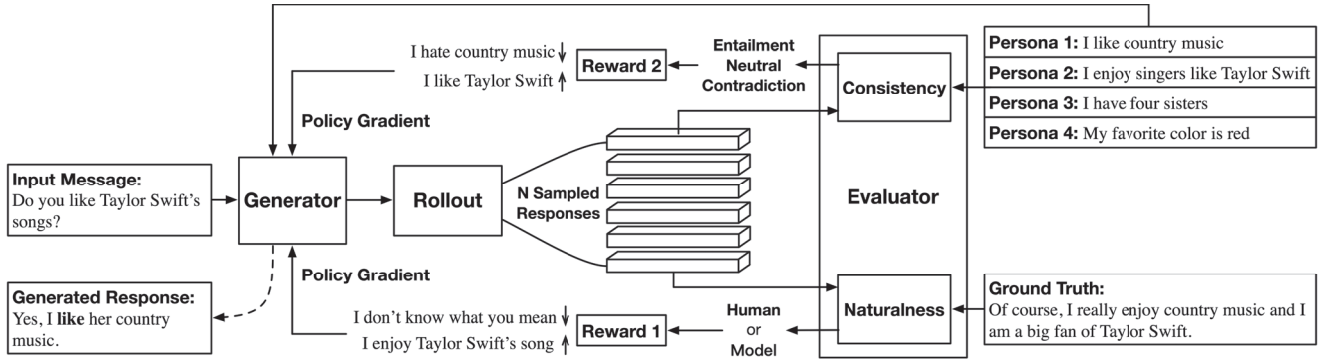 I hate country music
I like Taylor Swift
Reward 2
Entailment
Neutral
Contradiction
Consistency
Persona 1: I like country music
Persona 2: I enjoy singers like Taylor Swift
Persona 3: I have four sisters
Persona 4: My favorite color is red
Policy Gradient
Input Message:
Do you like Taylor Swift's
songs?
Generator
Rollout
N Sampled
Responses
Evaluator
Policy Gradient
Generated Response:
Yes, I like her country
music.
I don't know what you mean
I enjoy Taylor Swift's song
Reward 1
Human
or
Model
Naturalness
Ground Truth:
Of course, I really enjoy country music and I
am a big fan of Taylor Swift.